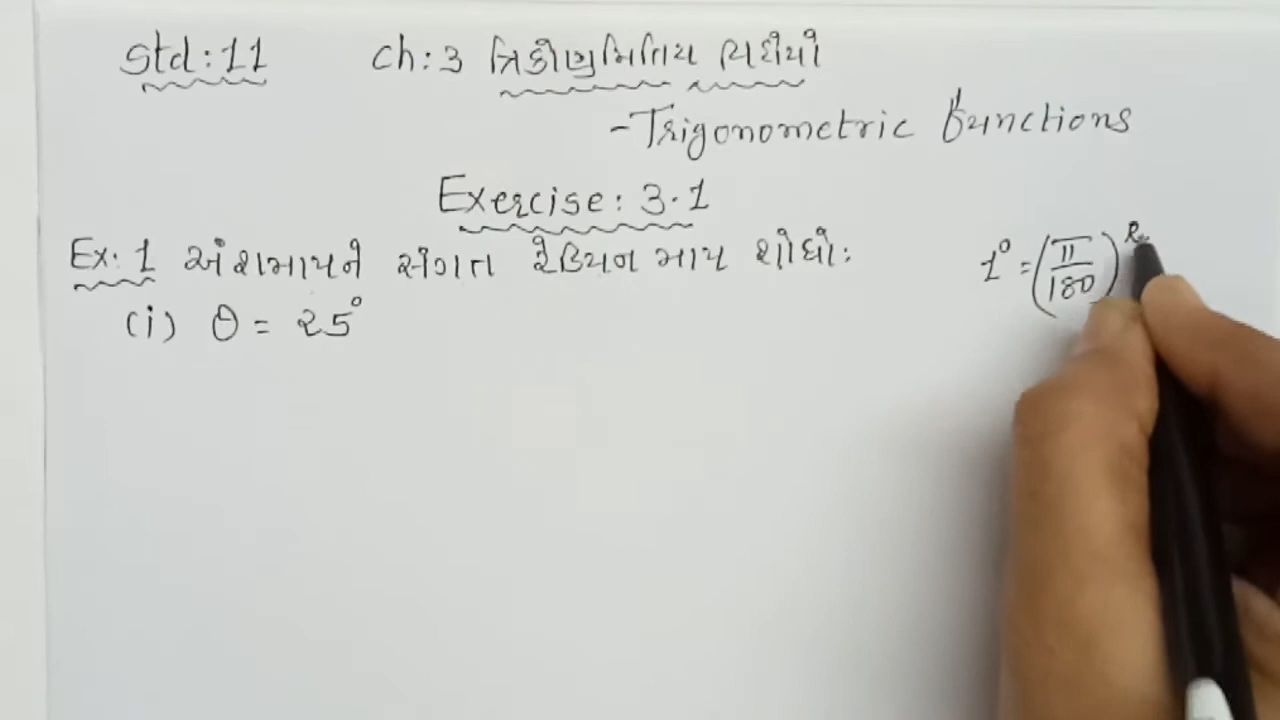 Std : 11 Ch : 3 ત્રિકોણમિતિય વિધેયો
- Trigonometric Functions
Exercise : 3.1
Ex: 1 અંશમાપને સંગત રેડિયન માપ શોધો :
(i) θ = 25° 1° = (π/180)^R